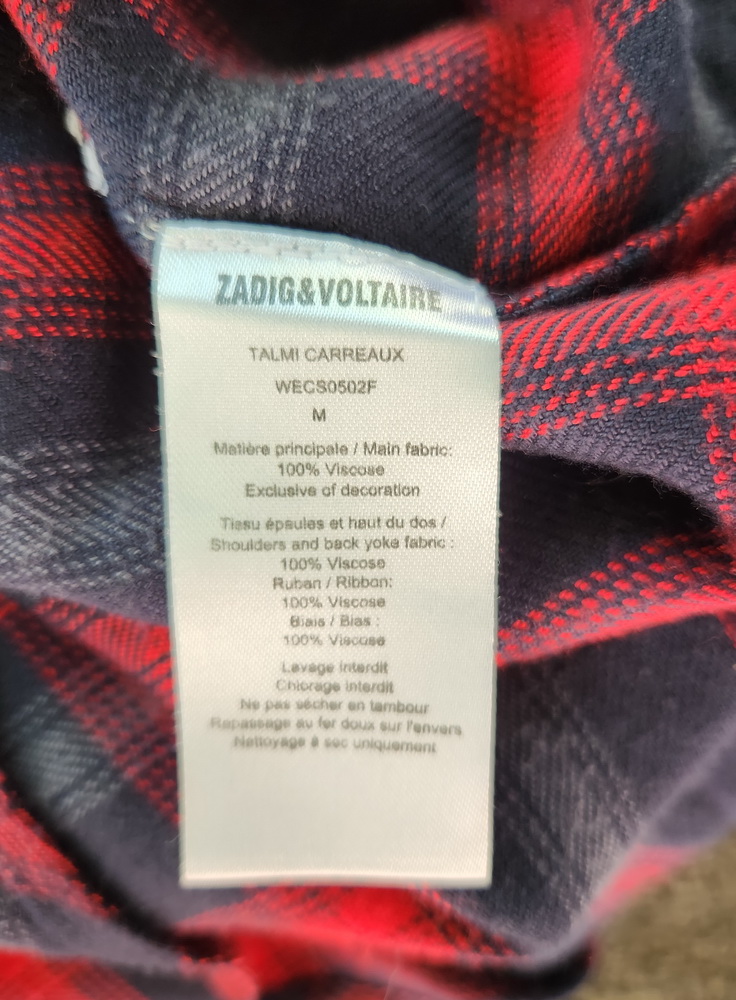 ZADIG&VOLTAIRE
TALMI CARREAUX
WECS0502F
M
Matière principale / Main fabric:
100% Viscose
Exclusive of decoration
Tissu épaules et haut du dos /
Shoulders and back yoke fabric :
100% Viscose
Ruban / Ribbon:
100% Viscose
Biais / Bias :
100% Viscose
Lavage interdit
Chlorage interdit
Ne pas sécher en tambour
Repassage au fer doux sur l'envers
Nettoyage à sec uniquement